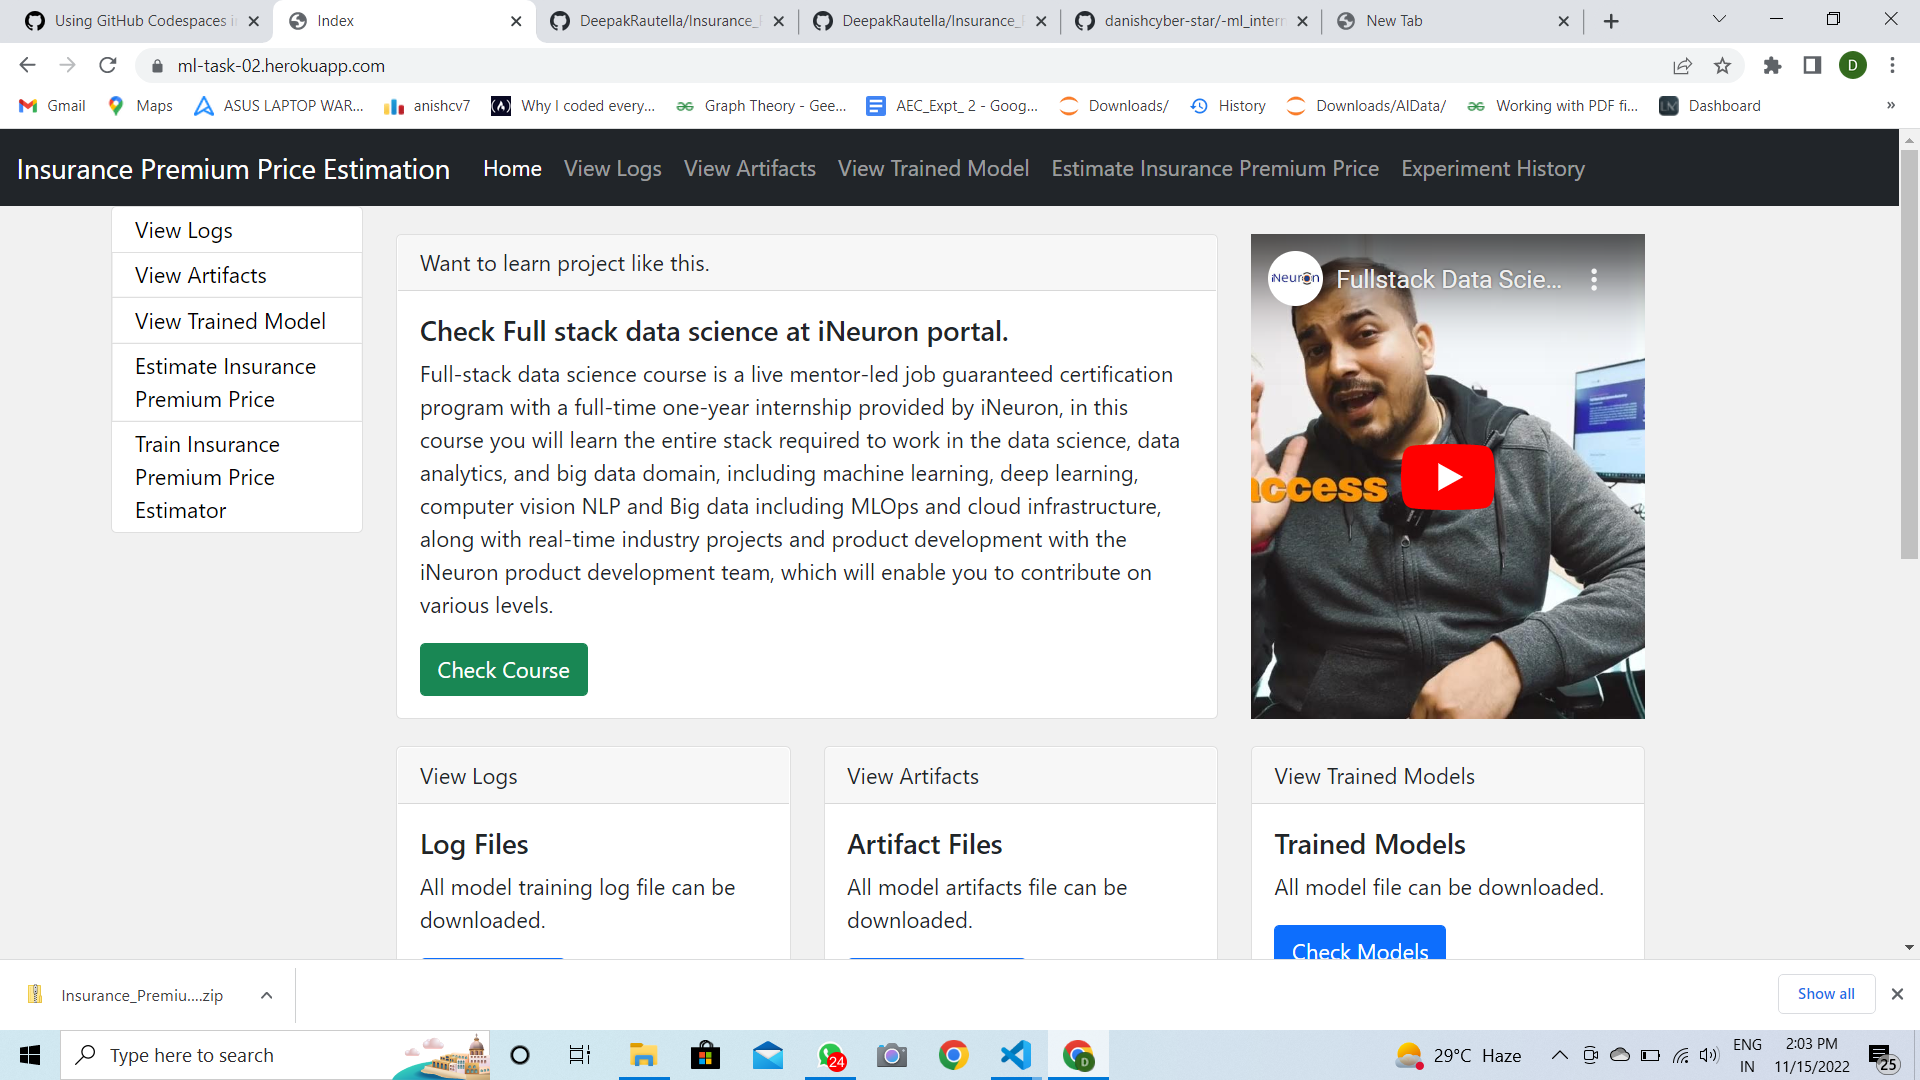 Using GitHub Codespaces i
Index
DeepakRautella/Insurance_
DeepakRautella/Insurance_
danishcyber-star/-ml_intern
New Tab
ml-task-02.herokuapp.com
D
Gmail
Maps
ASUS LAPTOP WAR...
anishcv7
Why I coded every...
Graph Theory - Gee...
AEC_Expt_ 2 - Goog...
Downloads/
History
Downloads/AIData/
Working with PDF fi...
Dashboard
»
Insurance Premium Price Estimation
Home
View Logs
View Artifacts
View Trained Model
Estimate Insurance Premium Price
Experiment History
View Logs
View Artifacts
View Trained Model
Estimate Insurance
Premium Price
Train Insurance
Premium Price
Estimator
Want to learn project like this.
Check Full stack data science at iNeuron portal.
Full-stack data science course is a live mentor-led job guaranteed certification
program with a full-time one-year internship provided by iNeuron, in this
course you will learn the entire stack required to work in the data science, data
analytics, and big data domain, including machine learning, deep learning,
computer vision NLP and Big data including MLOps and cloud infrastructure,
along with real-time industry projects and product development with the
iNeuron product development team, which will enable you to contribute on
various levels.
Check Course
iNeuron
Fullstack Data Scie...
access
View Logs
Log Files
All model training log file can be
downloaded.
View Artifacts
Artifact Files
All model artifacts file can be
downloaded.
View Trained Models
Trained Models
All model file can be downloaded.
Check Models
Insurance_Premiu....zip
Show all
Type here to search
24
D
29°C Haze
ENG
IN
2:03 PM
11/15/2022
25